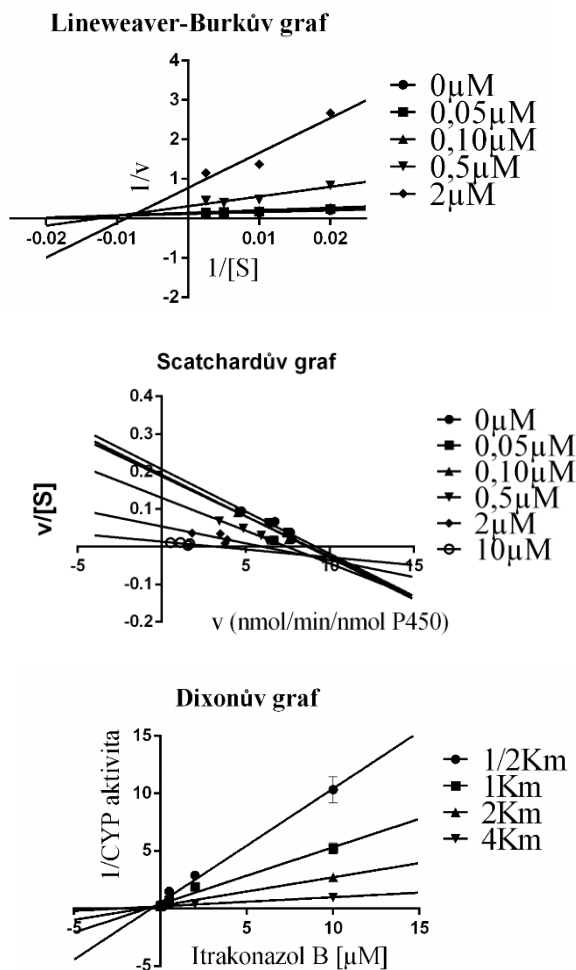 Lineweaver-Burkův graf
4
3
2
1
-1
-2
-0.02
-0.01
0.01
0.02
1/v
1/[S]
0µM
0,05µM
0,10µM
0,5µM
2µM
Scatchardův graf
0.4
0.3
0.2
0.1
-0.1
-0.2
-5
5
10
15
v/[S]
v (nmol/min/nmol P450)
0µM
0,05µM
0,10µM
0,5µM
2µM
10µM
Dixonův graf
15
10
5
-5
-5
5
10
15
1/CYP aktivita
Itrakonazol B [µM]
1/2Km
1Km
2Km
4Km